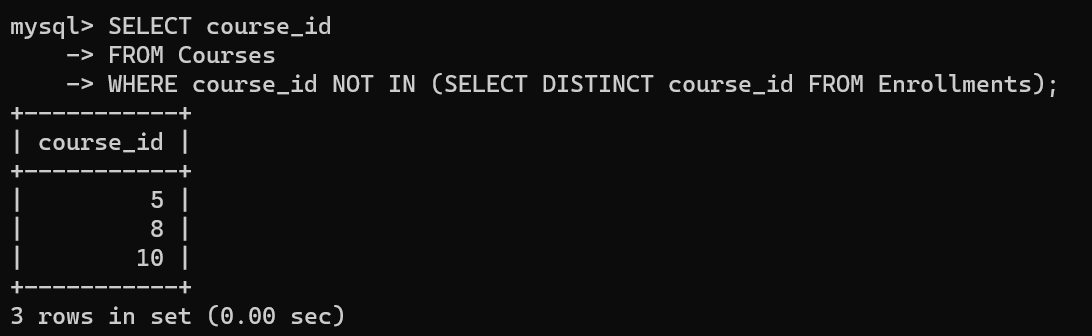 mysql> SELECT course_id
    -> FROM Courses
    -> WHERE course_id NOT IN (SELECT DISTINCT course_id FROM Enrollments);
+-----------+
| course_id |
+-----------+
|         5 |
|         8 |
|        10 |
+-----------+
3 rows in set (0.00 sec)